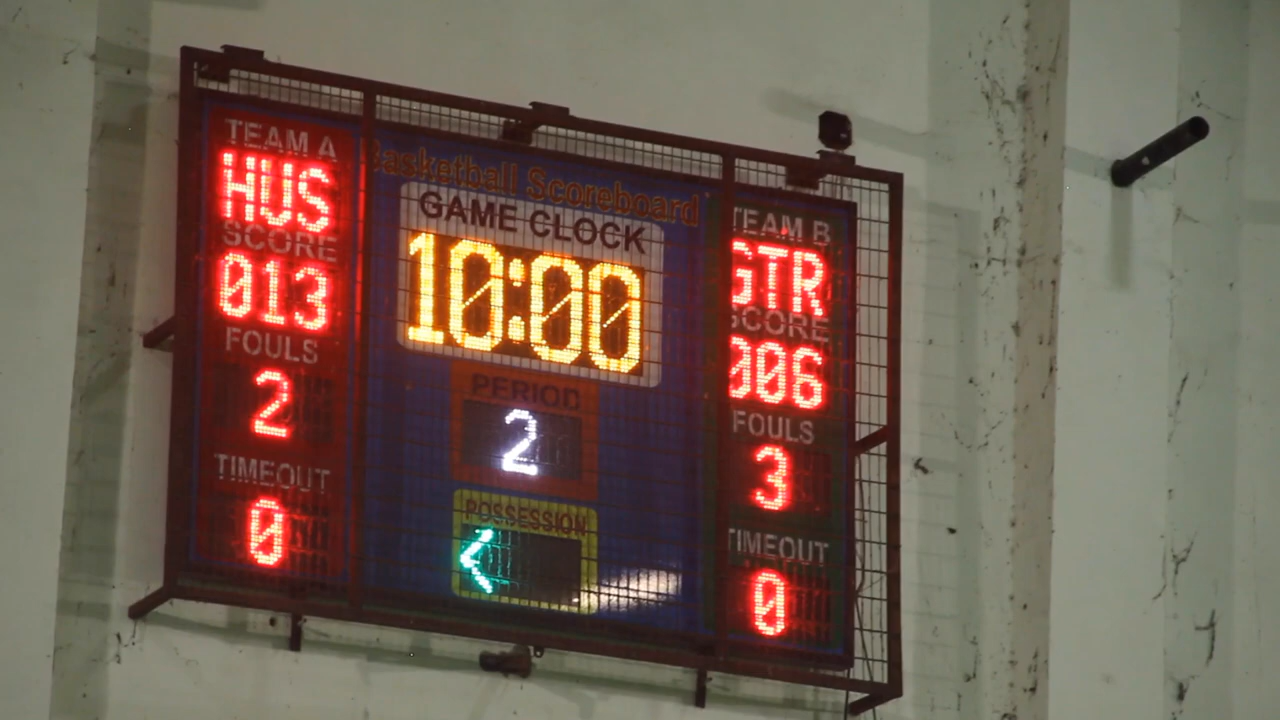 TEAM A
HUS
SCORE
013
FOULS
2
TIMEOUT
0
Basketball Scoreboard
GAME CLOCK
10:00
PERIOD
2
POSSESSION
<
TEAM B
GTR
SCORE
006
FOULS
3
TIMEOUT
0